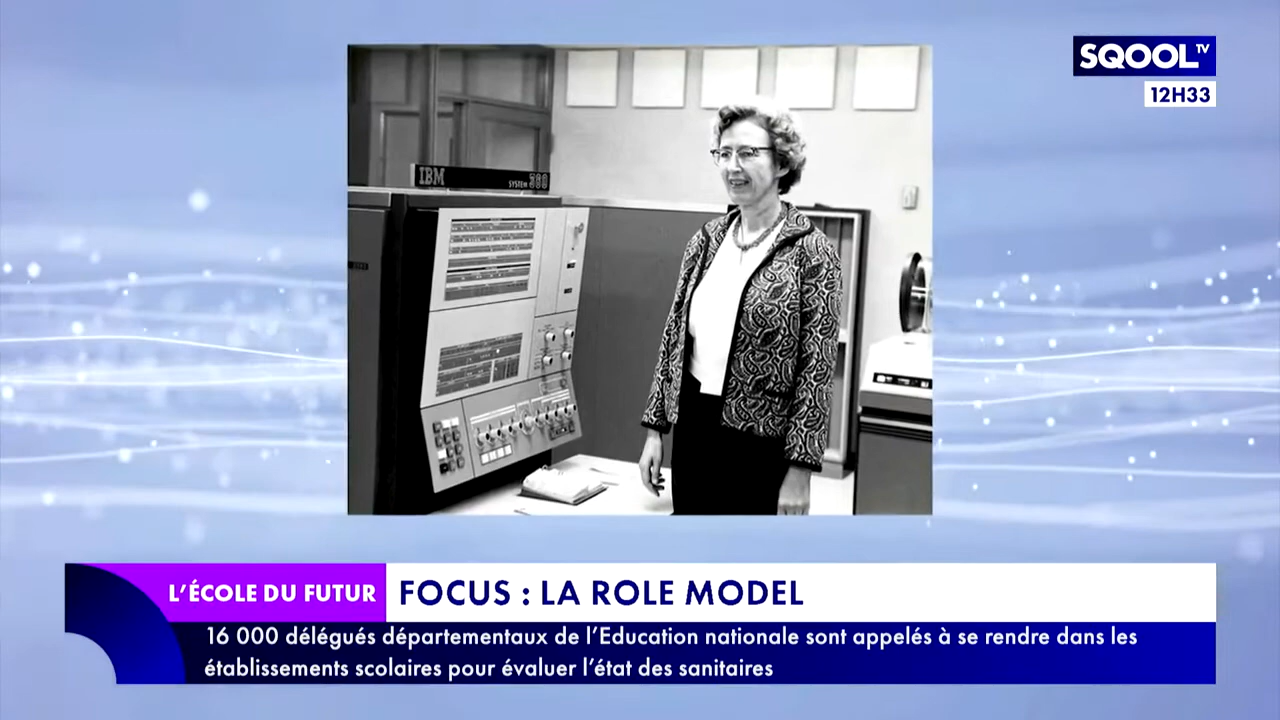 SQOOL TV
12H33
IBM
SYSTEM 360
L'ÉCOLE DU FUTUR
FOCUS : LA ROLE MODEL
16 000 délégués départementaux de l'Education nationale sont appelés à se rendre dans les
établissements scolaires pour évaluer l'état des sanitaires